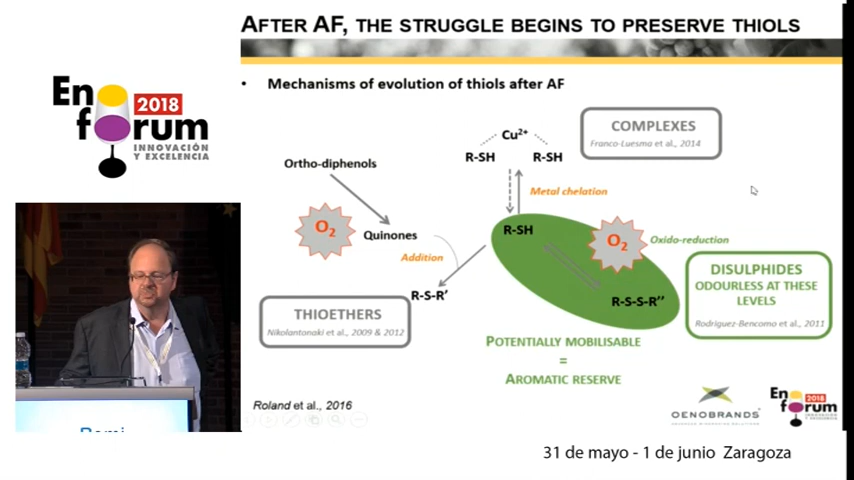 AFTER AF, THE STRUGGLE BEGINS TO PRESERVE THIOLS
En
forum
2018
INNOVACIÓN
Y EXCELENCIA
• Mechanisms of evolution of thiols after AF
Cu2+
R-SH R-SH
COMPLEXES
Franco-Luesma et al., 2014
Ortho-diphenols
Metal chelation
O2
Quinones
Addition
R-SH
O2
Oxido-reduction
R-S-R'
R-S-S-R''
DISULPHIDES
ODOURLESS AT THESE
LEVELS
Rodriguez-Bencomo et al., 2011
THIOETHERS
Nikolantonaki et al., 2009 & 2012
POTENTIALLY MOBILISABLE
=
AROMATIC RESERVE
Roland et al., 2016
OENOBRANDS
En
forum
2018
31 de mayo - 1 de junio Zaragoza